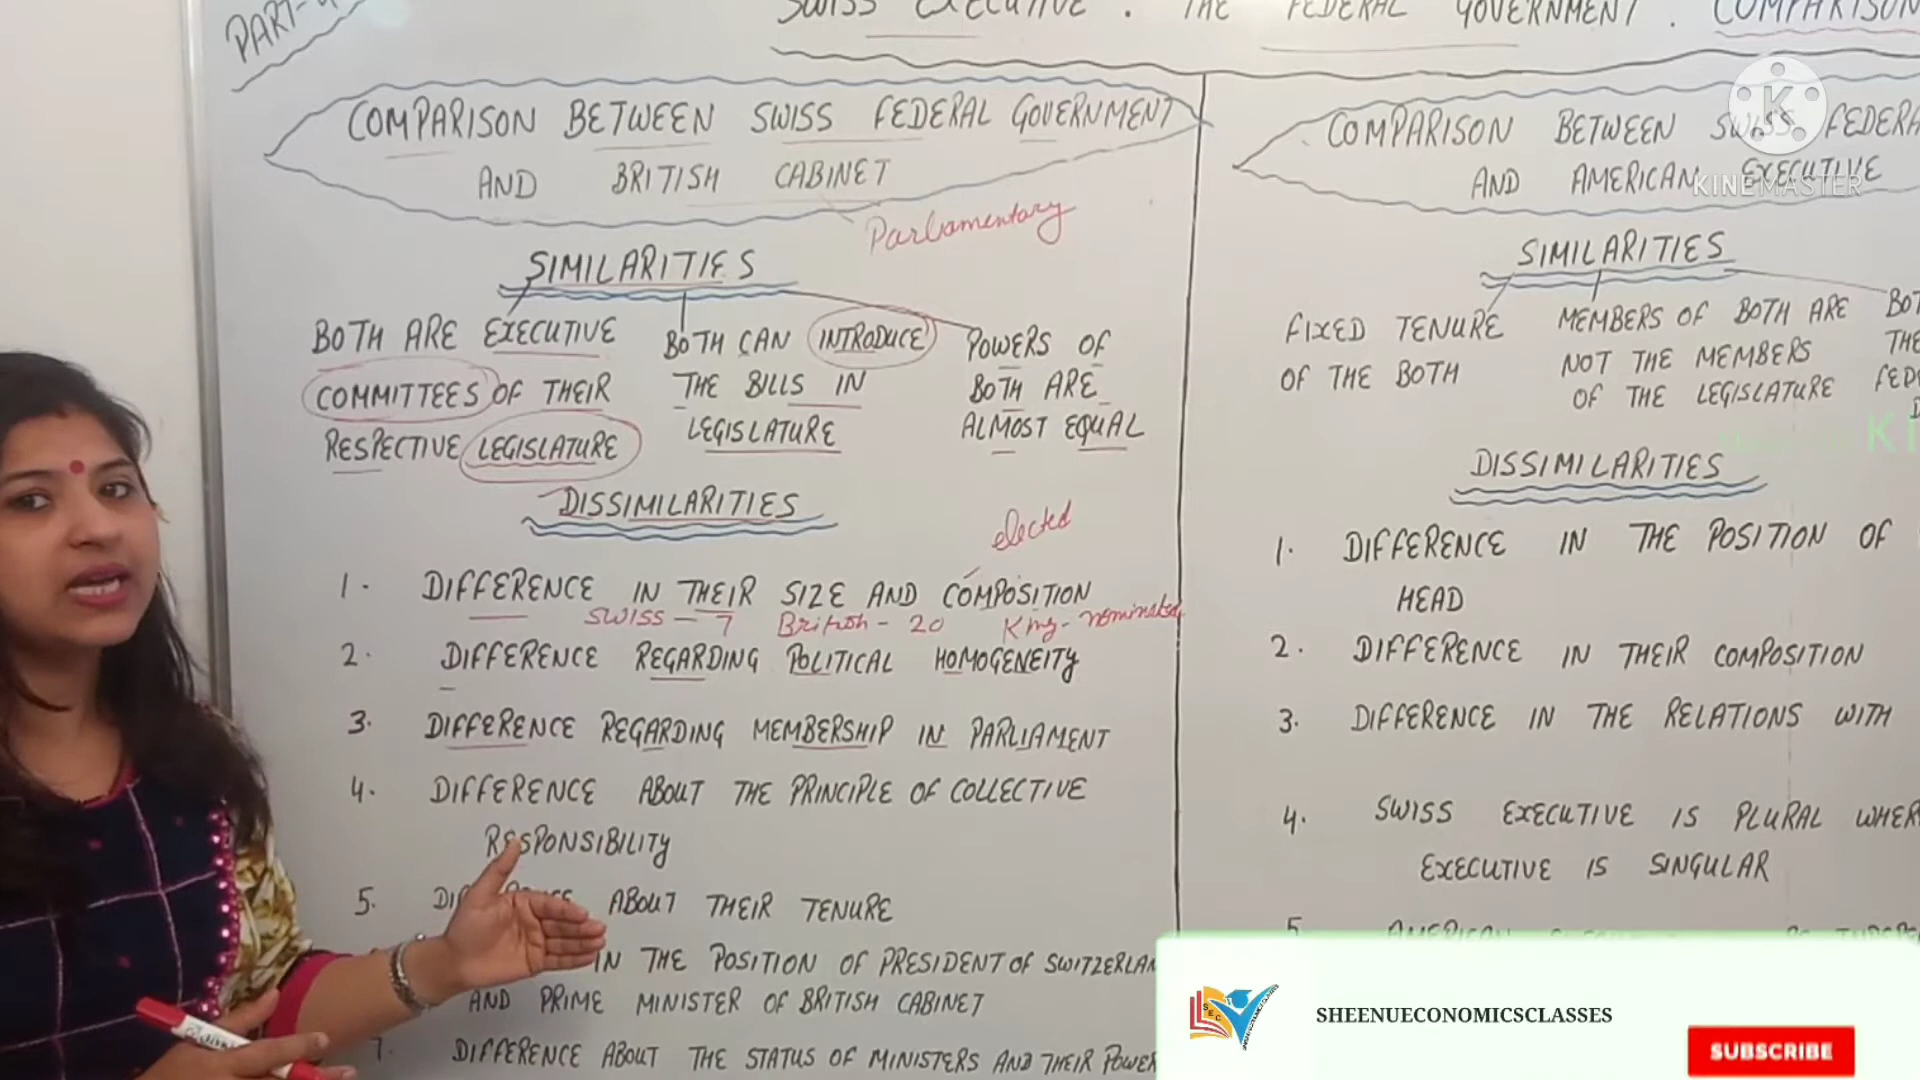 PART-4
SWISS EXECUTIVE. THE FEDERAL GOVERNMENT. COMPARISON
COMPARISON BETWEEN SWISS FEDERAL GOVERNMENT
AND BRITISH CABINET
Parliamentary
SIMILARITIES
BOTH ARE EXECUTIVE
COMMITTEES OF THEIR
RESPECTIVE LEGISLATURE
BOTH CAN INTRODUCE
THE BILLS IN
LEGISLATURE
POWERS OF
BOTH ARE
ALMOST EQUAL
DISSIMILARITIES
elected
1. DIFFERENCE IN THEIR SIZE AND COMPOSITION
SWISS - 7 British - 20 King - nominated
2. DIFFERENCE REGARDING POLITICAL HOMOGENEITY
3. DIFFERENCE REGARDING MEMBERSHIP IN PARLIAMENT
4. DIFFERENCE ABOUT THE PRINCIPLE OF COLLECTIVE
RESPONSIBILITY
5. ABOUT THEIR TENURE
IN THE POSITION OF PRESIDENT OF SWITZERLAN
AND PRIME MINISTER OF BRITISH CABINET
7. DIFFERENCE ABOUT THE STATUS OF MINISTERS AND THEIR POWER
COMPARISON BETWEEN SWISS FEDERA
AND AMERICAN EXECUTIVE
K
KINEMASTER
SIMILARITIES
FIXED TENURE
OF THE BOTH
MEMBERS OF BOTH ARE
NOT THE MEMBERS
OF THE LEGISLATURE
BOT
THE
FED
DISSIMILARITIES
1. DIFFERENCE IN THE POSITION OF
HEAD
2. DIFFERENCE IN THEIR COMPOSITION
3. DIFFERENCE IN THE RELATIONS WITH
4. SWISS EXECUTIVE IS PLURAL WHER
EXECUTIVE IS SINGULAR
5. AMERICAN
SEC
SHEENUECONOMICSCLASSES
SUBSCRIBE